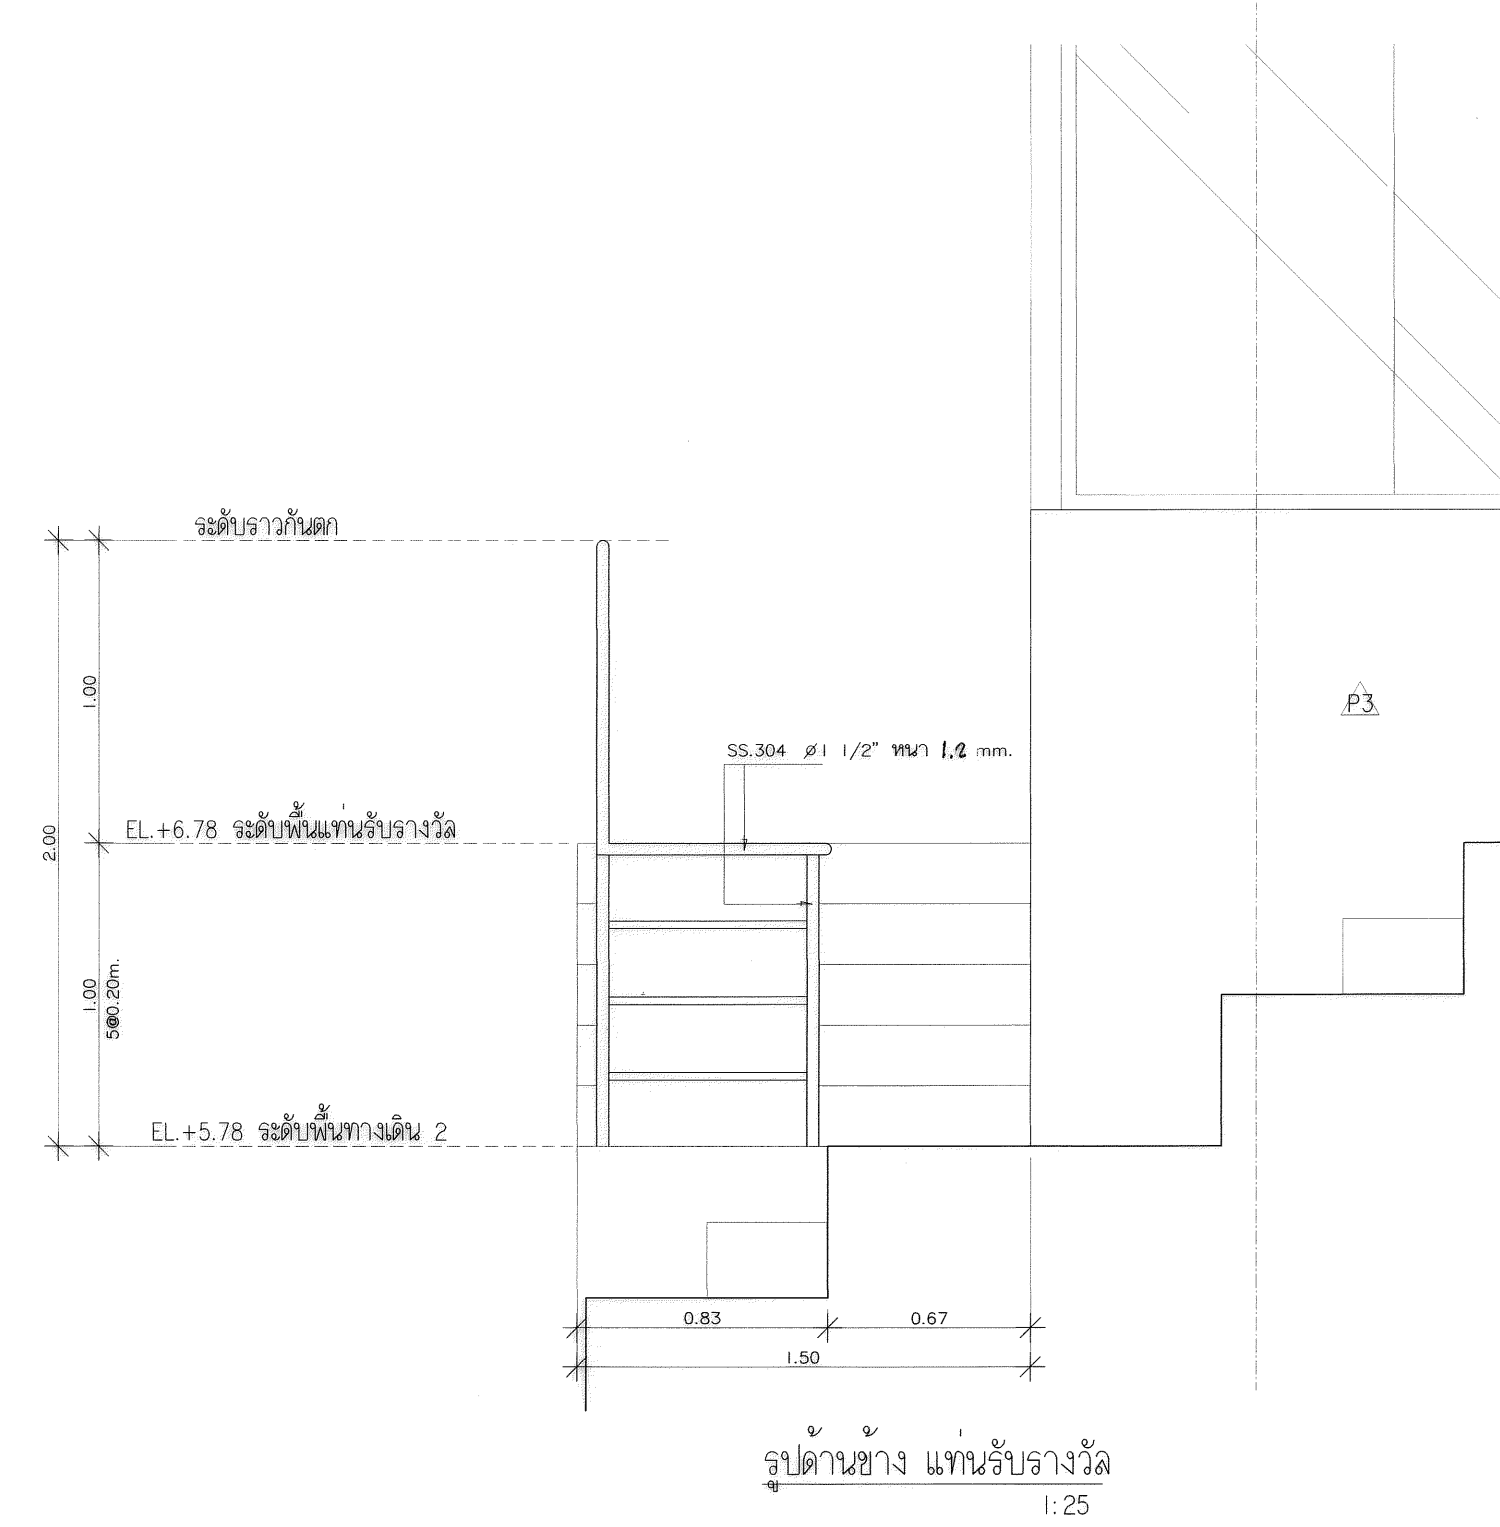 ระดับราวกันตก
1.00
P3
SS.304 ø1 1/2" หนา 1.2 mm.
EL.+6.78 ระดับพื้นแท่นรับรางวัล
2.00
1.00
5@0.20m.
EL.+5.78 ระดับพื้นทางเดิน 2
0.83
0.67
1.50
รูปด้านข้าง แท่นรับรางวัล
1:25